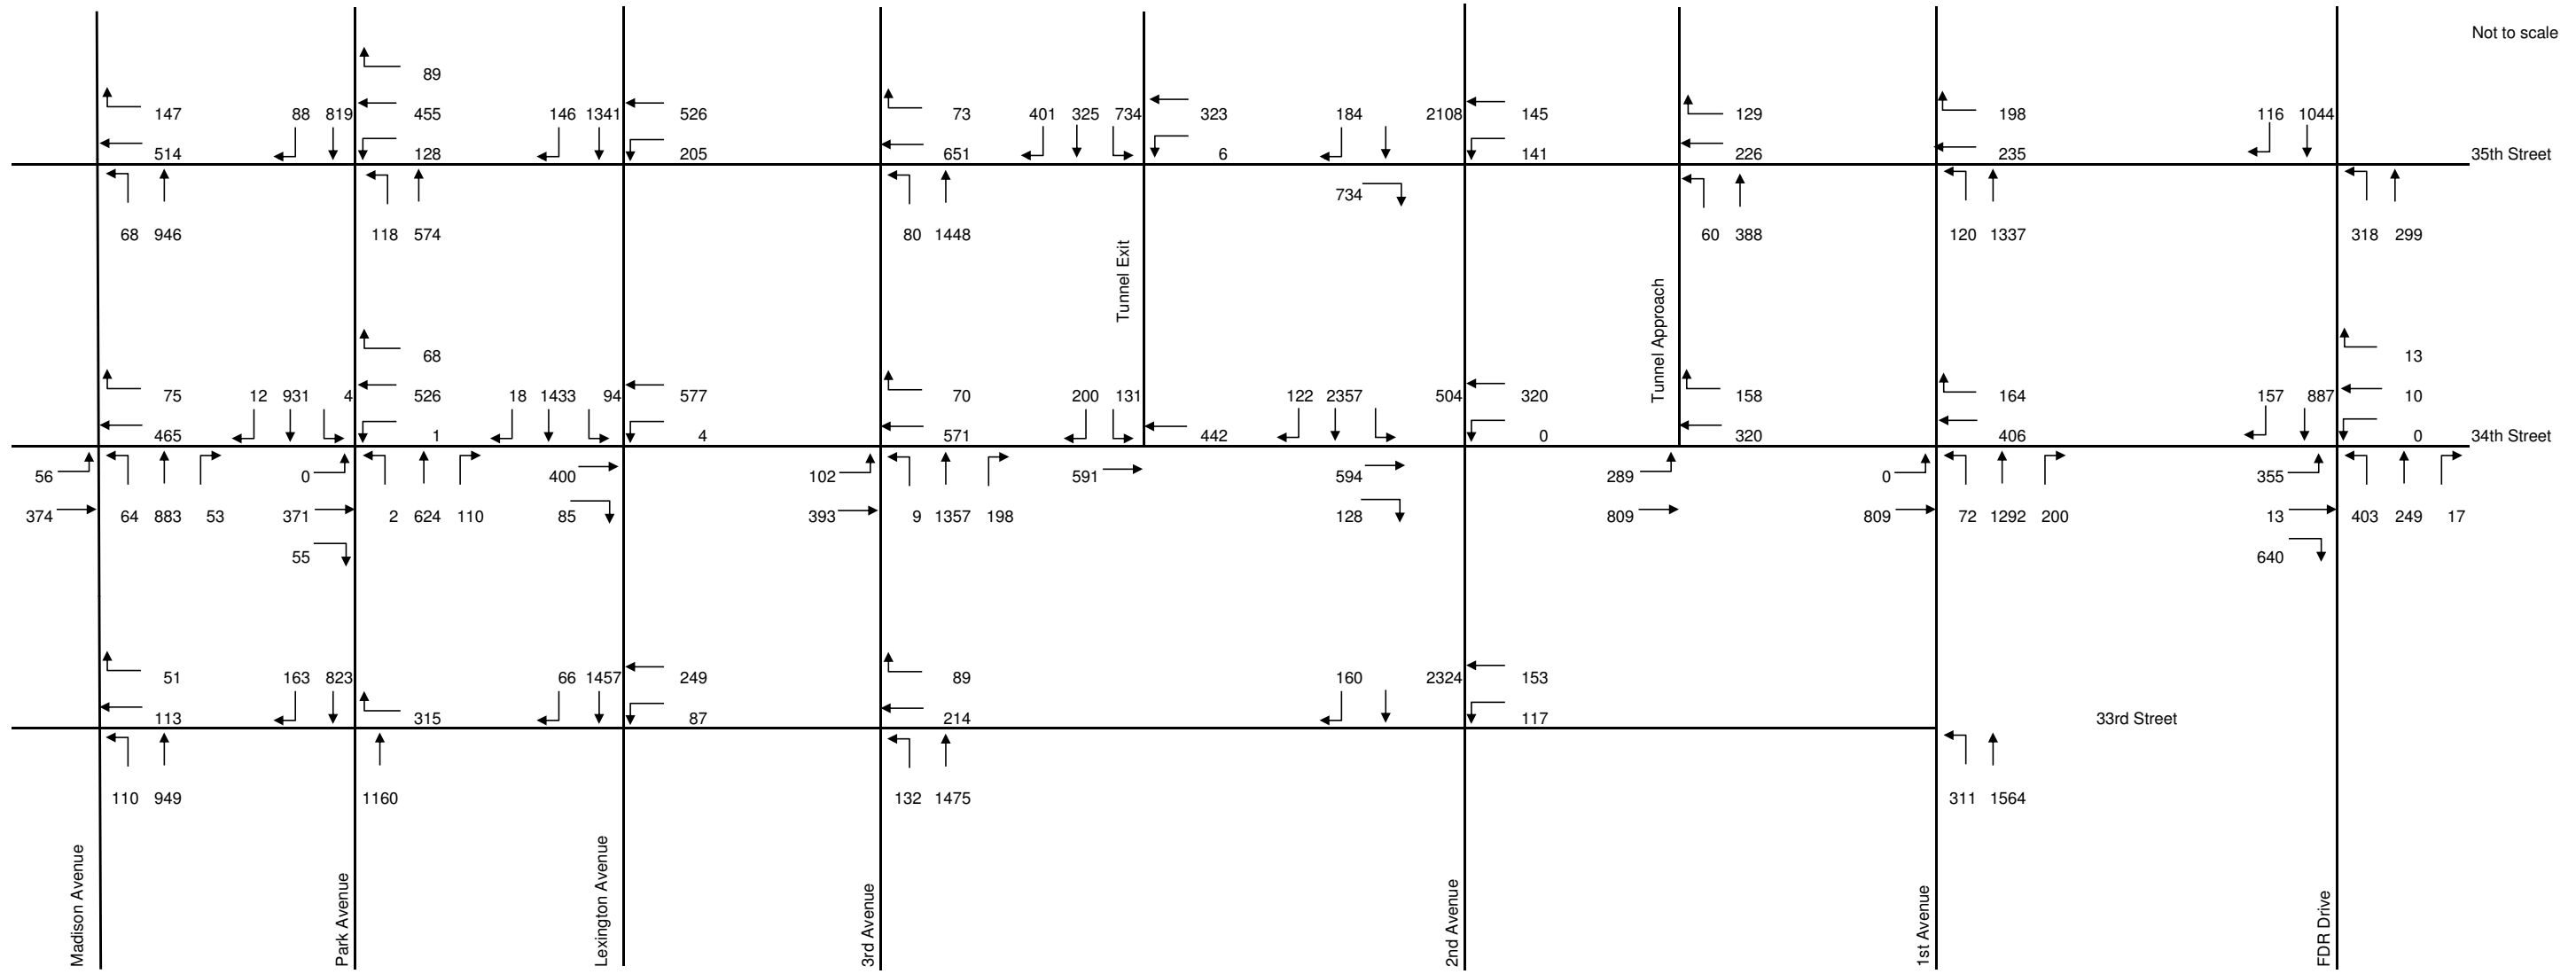 Not to scale
89
147 88 819 455 146 1341 526 73 401 325 734 323 184 2108 145 129 198 116 1044
514 128 205 651 6 141 226 235 35th Street
734
68 946 118 574 80 1448 60 388 120 1337 318 299
Tunnel Exit
Tunnel Approach
68 13
75 12 931 4 526 18 1433 94 577 70 200 131 122 2357 504 320 158 164 157 887 10
465 1 4 571 442 0 320 406 0 34th Street
56 0 400 102 591 594 289 0 355
374 64 883 53 371 2 624 110 85 393 9 1357 198 128 809 809 72 1292 200 13 403 249 17
55 640
51 163 823 66 1457 249 89 160 2324 153
113 315 87 214 117 33rd Street
110 949 1160 132 1475 311 1564
Madison Avenue
Park Avenue
Lexington Avenue
3rd Avenue
2nd Avenue
1st Avenue
FDR Drive